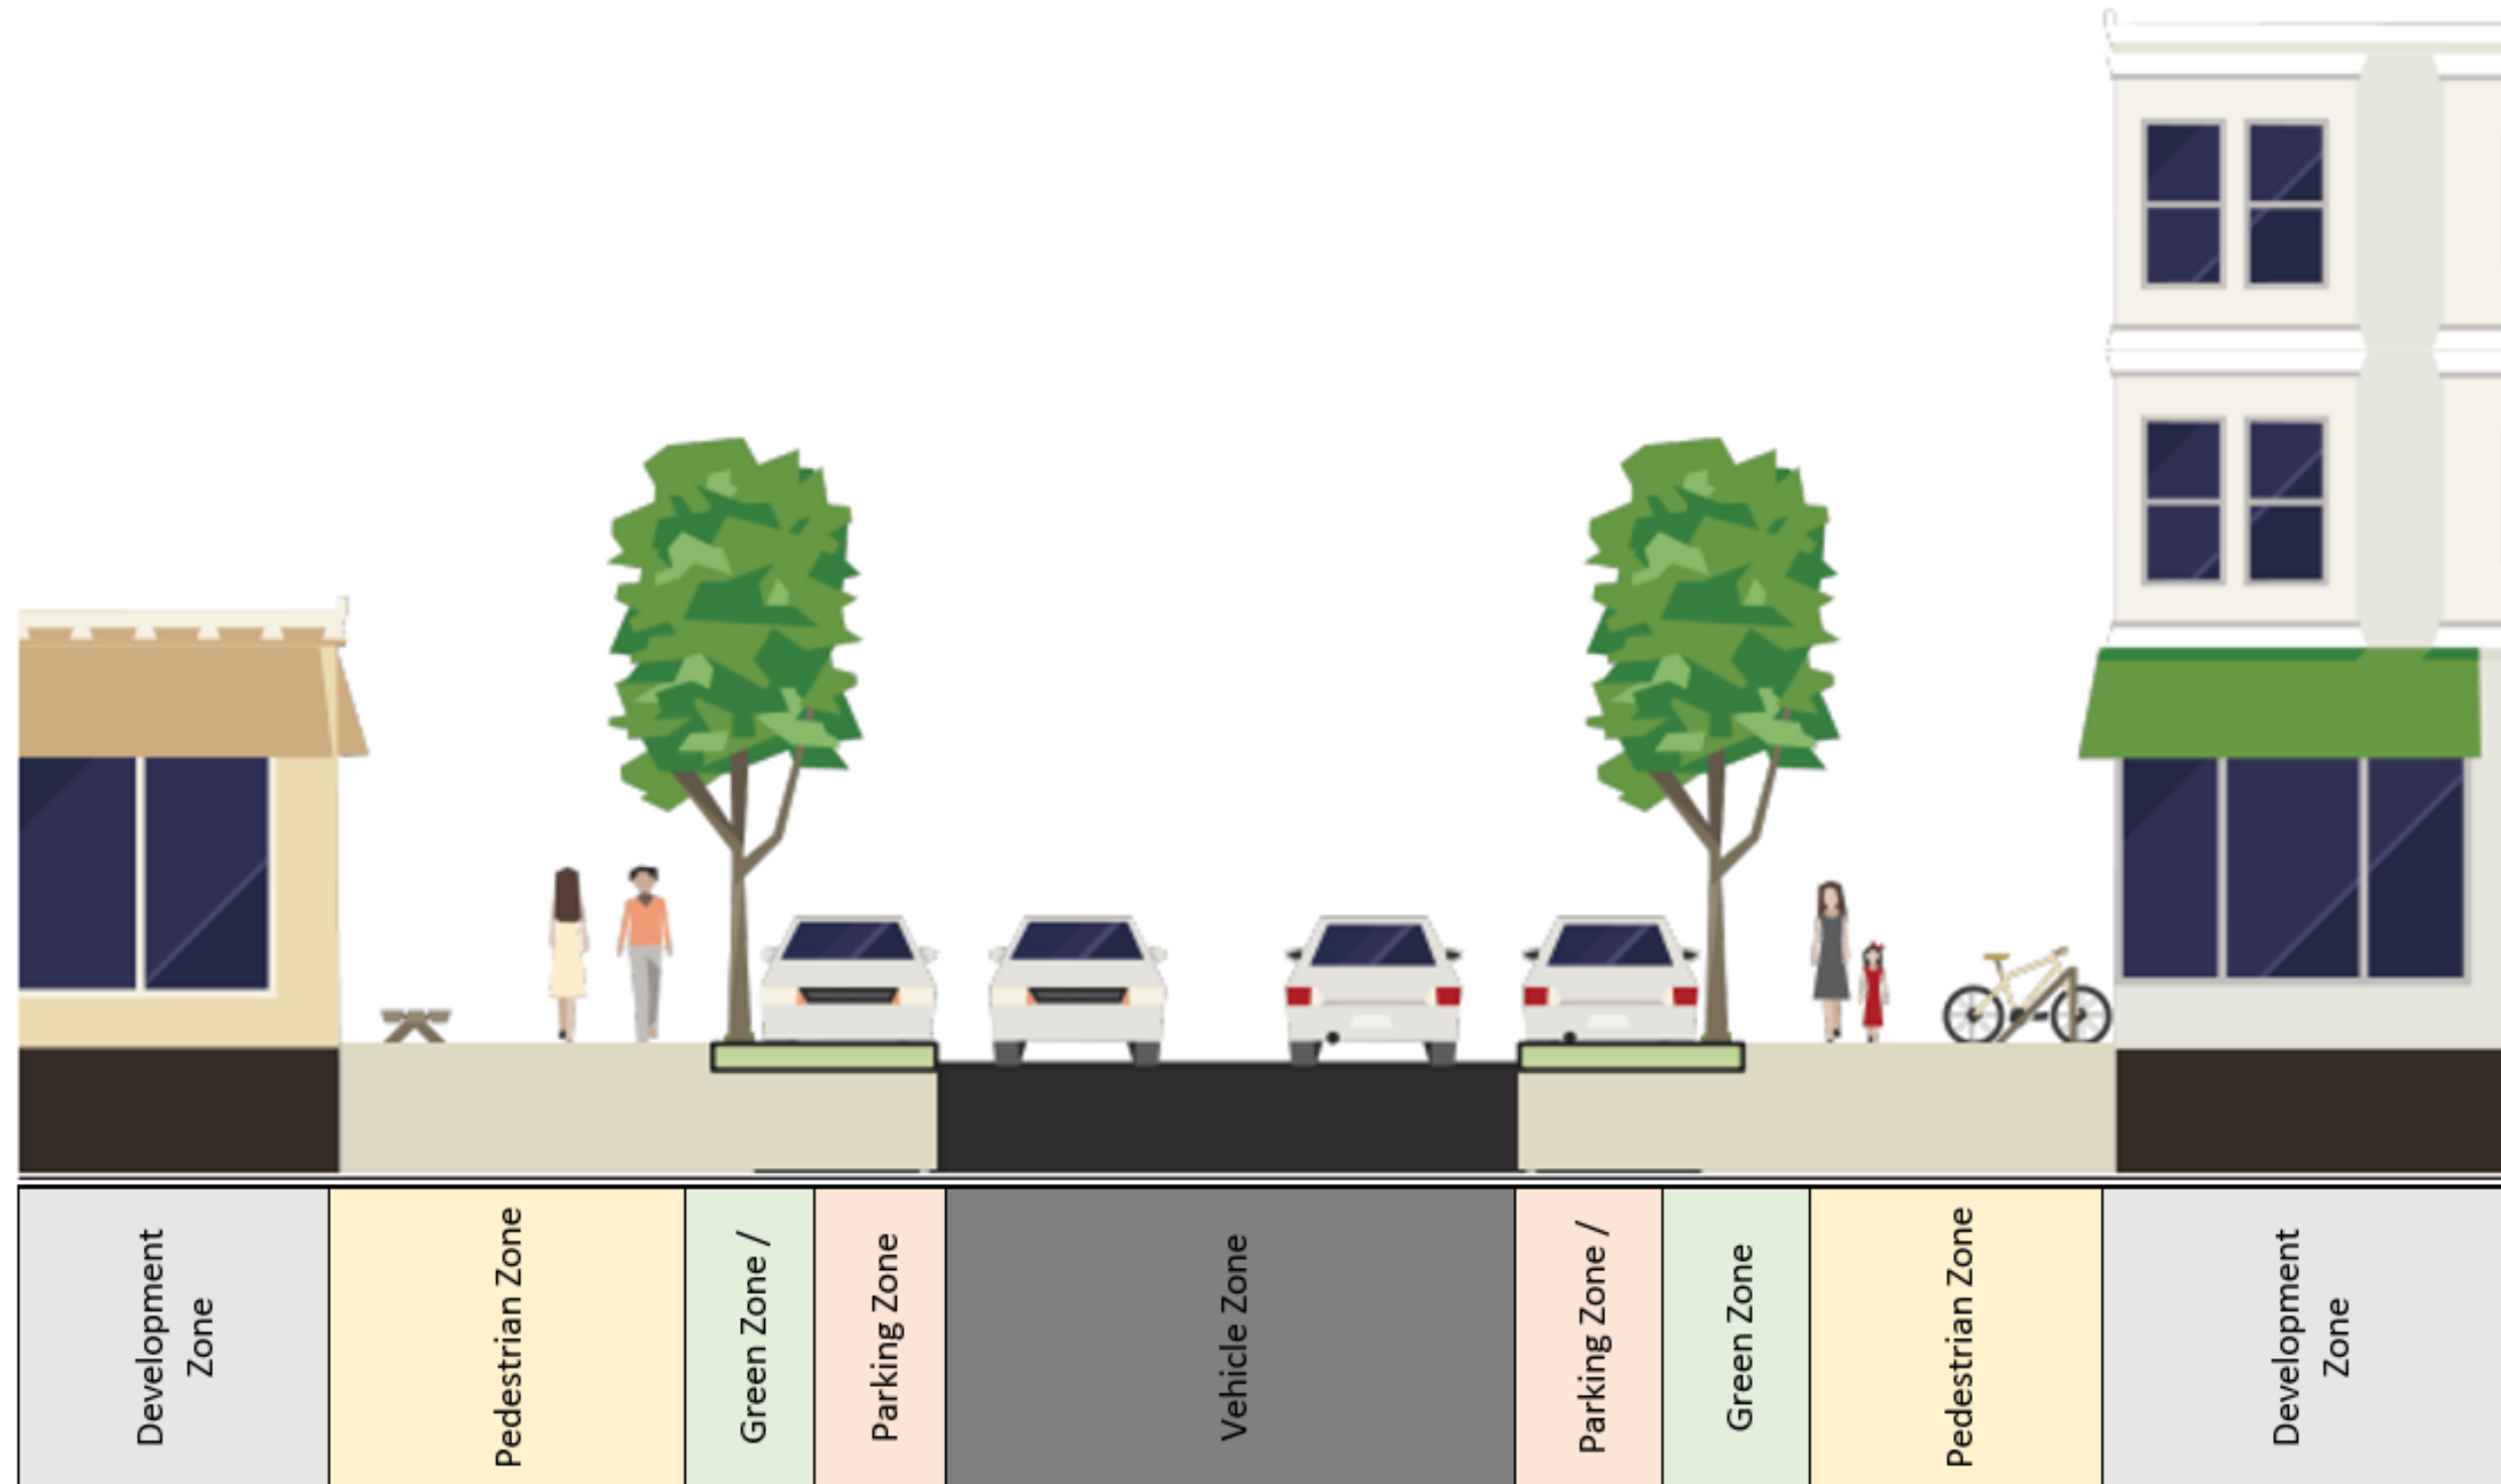 Development
Zone
Pedestrian Zone
Green Zone /
Parking Zone
Vehicle Zone
Parking Zone /
Green Zone
Pedestrian Zone
Development
Zone